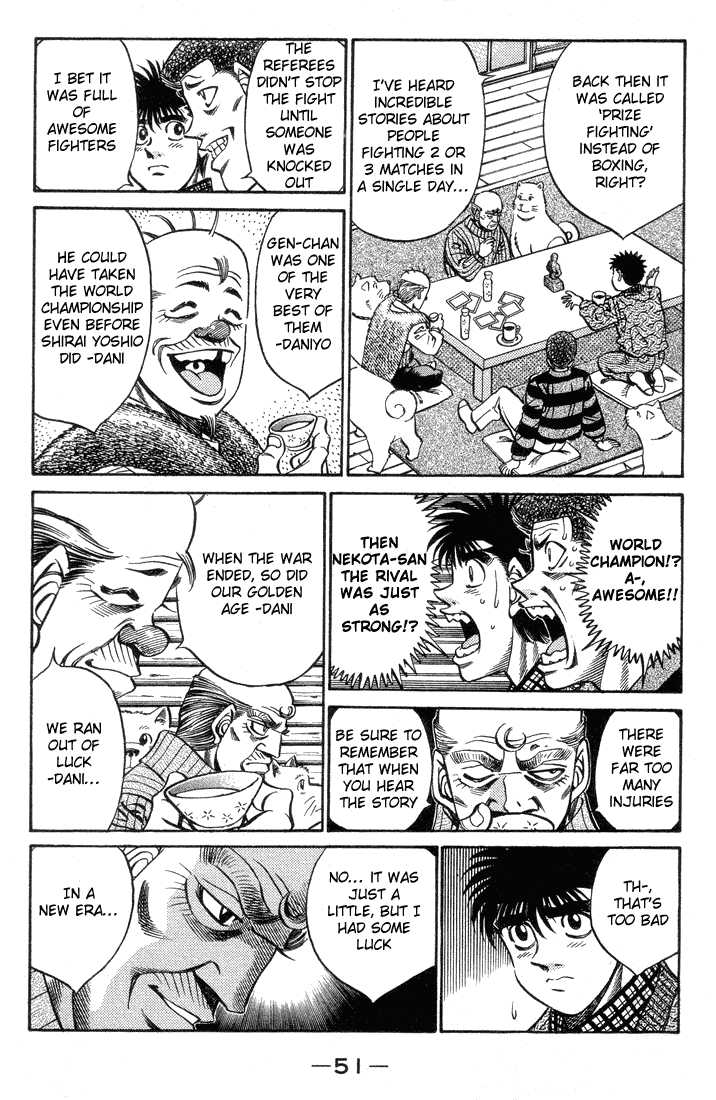 BACK THEN IT
WAS CALLED
'PRIZE
FIGHTING'
INSTEAD OF
BOXING,
RIGHT?
I'VE HEARD
INCREDIBLE
STORIES ABOUT
PEOPLE
FIGHTING 2 OR
3 MATCHES IN
A SINGLE DAY...
THE
REFEREES
DIDN'T STOP
THE FIGHT
UNTIL
SOMEONE
WAS
KNOCKED
OUT
I BET IT
WAS FULL
OF
AWESOME
FIGHTERS
GEN-CHAN
WAS ONE
OF THE
VERY
BEST OF
THEM
-DANIYO
HE COULD
HAVE TAKEN
THE WORLD
CHAMPIONSHIP
EVEN BEFORE
SHIRAI YOSHIO
DID -DANI
WORLD
CHAMPION!?
A-,
AWESOME!!
THEN
NEKOTA-SAN
THE RIVAL
WAS JUST
AS
STRONG!?
WHEN THE WAR
ENDED, SO DID
OUR GOLDEN
AGE -DANI
WE RAN
OUT OF
LUCK
-DANI...
THERE
WERE
FAR TOO
MANY
INJURIES
BE SURE TO
REMEMBER
THAT WHEN
YOU HEAR
THE STORY
TH-,
THAT'S
TOO BAD
NO... IT WAS
JUST A
LITTLE, BUT I
HAD SOME
LUCK
IN A
NEW ERA...
—51—